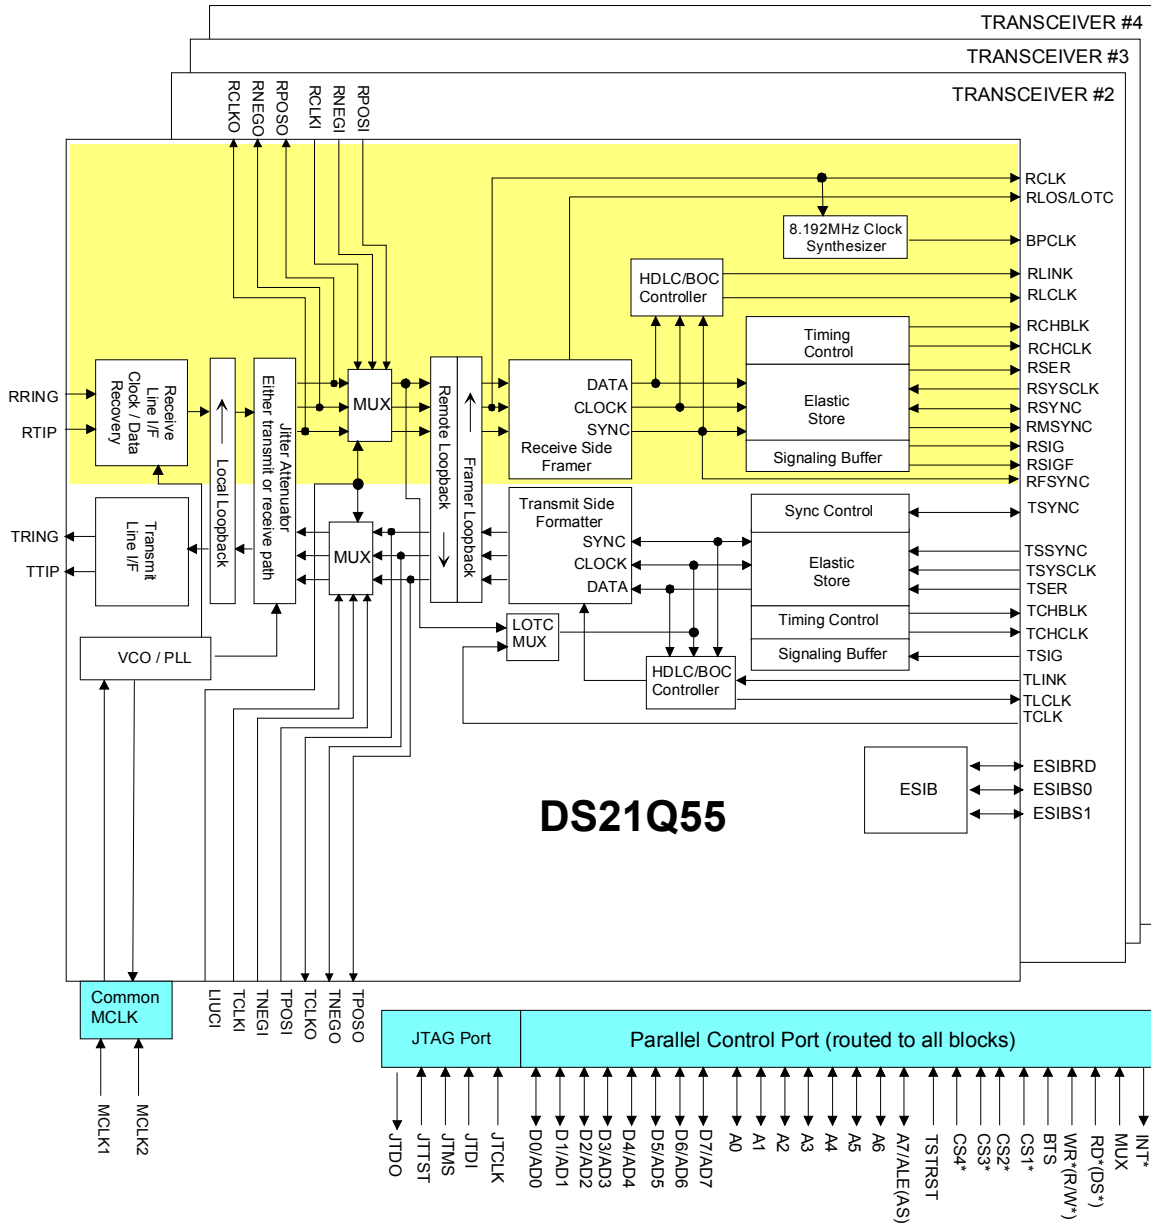 TRANSCEIVER #4
TRANSCEIVER #3
TRANSCEIVER #2
RCLKO
RNEGO
RPOSO
RCLKI
RNEGI
RPOSI
RCLK
RLOS/LOTC
8.192MHz Clock
Synthesizer
BPCLK
HDLC/BOC
Controller
RLINK
RLCLK
RCHBLK
RCHCLK
RSER
RSYSCLK
RSYNC
RMSYNC
RSIG
RSIGF
RFSYNC
Timing
Control
Elastic
Store
Signaling Buffer
RRING
RTIP
Receive
Line I/F
Clock / Data
Recovery
Local Loopback
Jitter Attenuator
Either transmit or receive path
MUX
Remote Loopback
Framer Loopback
DATA
CLOCK
SYNC
Receive Side
Framer
TRING
TTIP
Transmit
Line I/F
MUX
Transmit Side
Formatter
SYNC
CLOCK
DATA
Sync Control
Elastic
Store
Timing Control
Signaling Buffer
TSYNC
TSSYNC
TSYSCLK
TSER
TCHBLK
TCHCLK
TSIG
TLINK
TLCLK
TCLK
LOTC
MUX
HDLC/BOC
Controller
VCO / PLL
ESIB
ESIBRD
ESIBS0
ESIBS1
DS21Q55
Common
MCLK
MCLK1
MCLK2
LIUCI
TCLKI
TNEGI
TPOSI
TCLKO
TNEGO
TPOSO
JTAG Port
Parallel Control Port (routed to all blocks)
JTDO
JTTST
JTMS
JTDI
JTCLK
D0/AD0
D1/AD1
D2/AD2
D3/AD3
D4/AD4
D5/AD5
D6/AD6
D7/AD7
A0
A1
A2
A3
A4
A5
A6
A7/ALE(AS)
TSTRST
CS4*
CS3*
CS2*
CS1*
BTS
WR*(R/W*)
RD*(DS*)
MUX
INT*